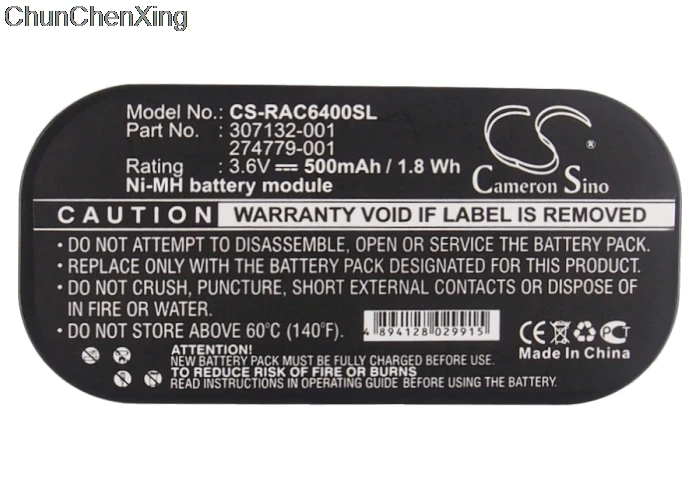 ChunChenXing
Model No.: CS-RAC6400SL
Part No. : 307132-001
274779-001
Rating : 3.6V 500mAh / 1.8 Wh
Ni-MH battery module
CS
®
Cameron Sino
CAUTION WARRANTY VOID IF LABEL IS REMOVED
• DO NOT ATTEMPT TO DISASSEMBLE, OPEN OR SERVICE THE BATTERY PACK.
• REPLACE ONLY WITH THE BATTERY PACK DESIGNATED FOR THIS PRODUCT.
• DO NOT CRUSH, PUNCTURE, SHORT EXTERNAL CONTACTS OR DISPOSE OF
IN FIRE OR WATER.
• DO NOT STORE ABOVE 60°C (140°F).
4 894128 029915
CE
Made In China
ATTENTION!
NEW BATTERY PACK MUST BE FULLY CHARGED BEFORE USE
TO REDUCE RISK OF FIRE OR BURNS
READ INSTRUCTIONS IN OPERATING GUIDE BEFORE USING BATTERY